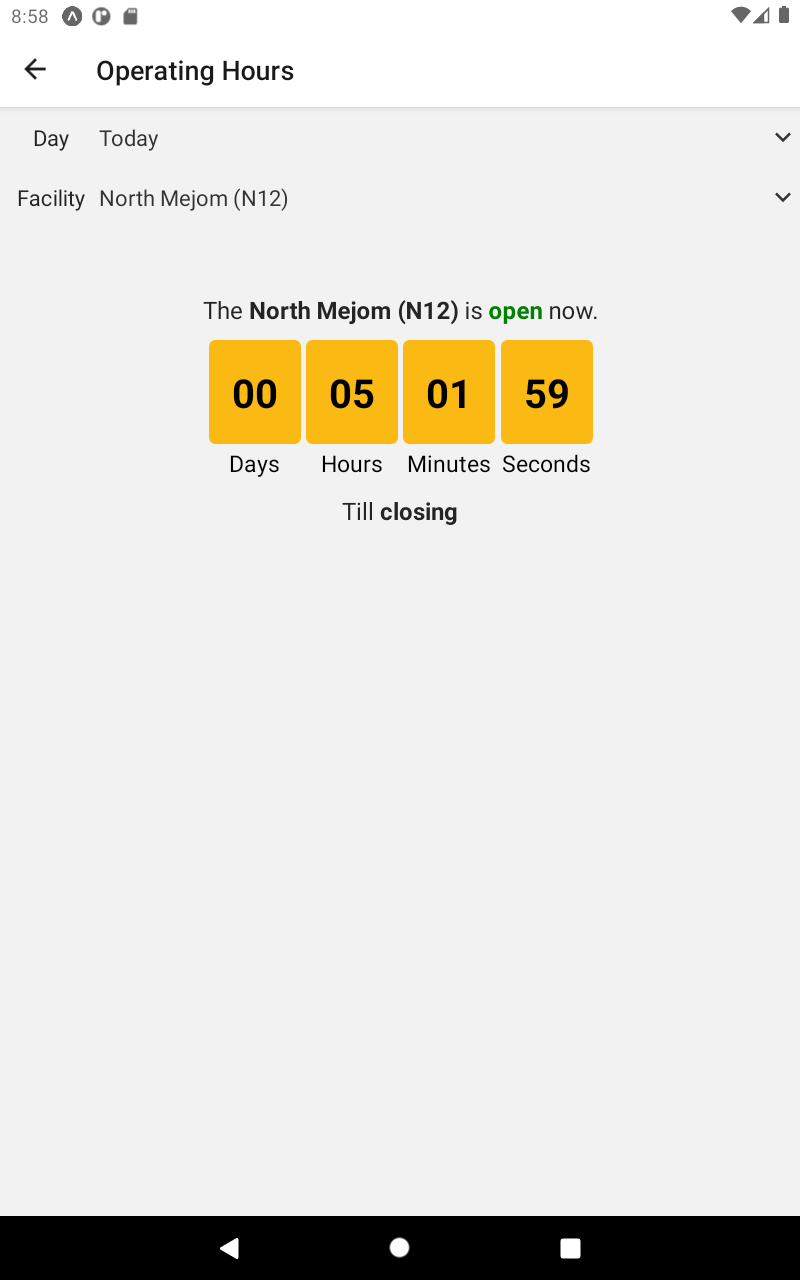 8:58
Operating Hours
Day Today
Facility North Mejom (N12)
The North Mejom (N12) is open now.
00 05 01 59
Days Hours Minutes Seconds
Till closing